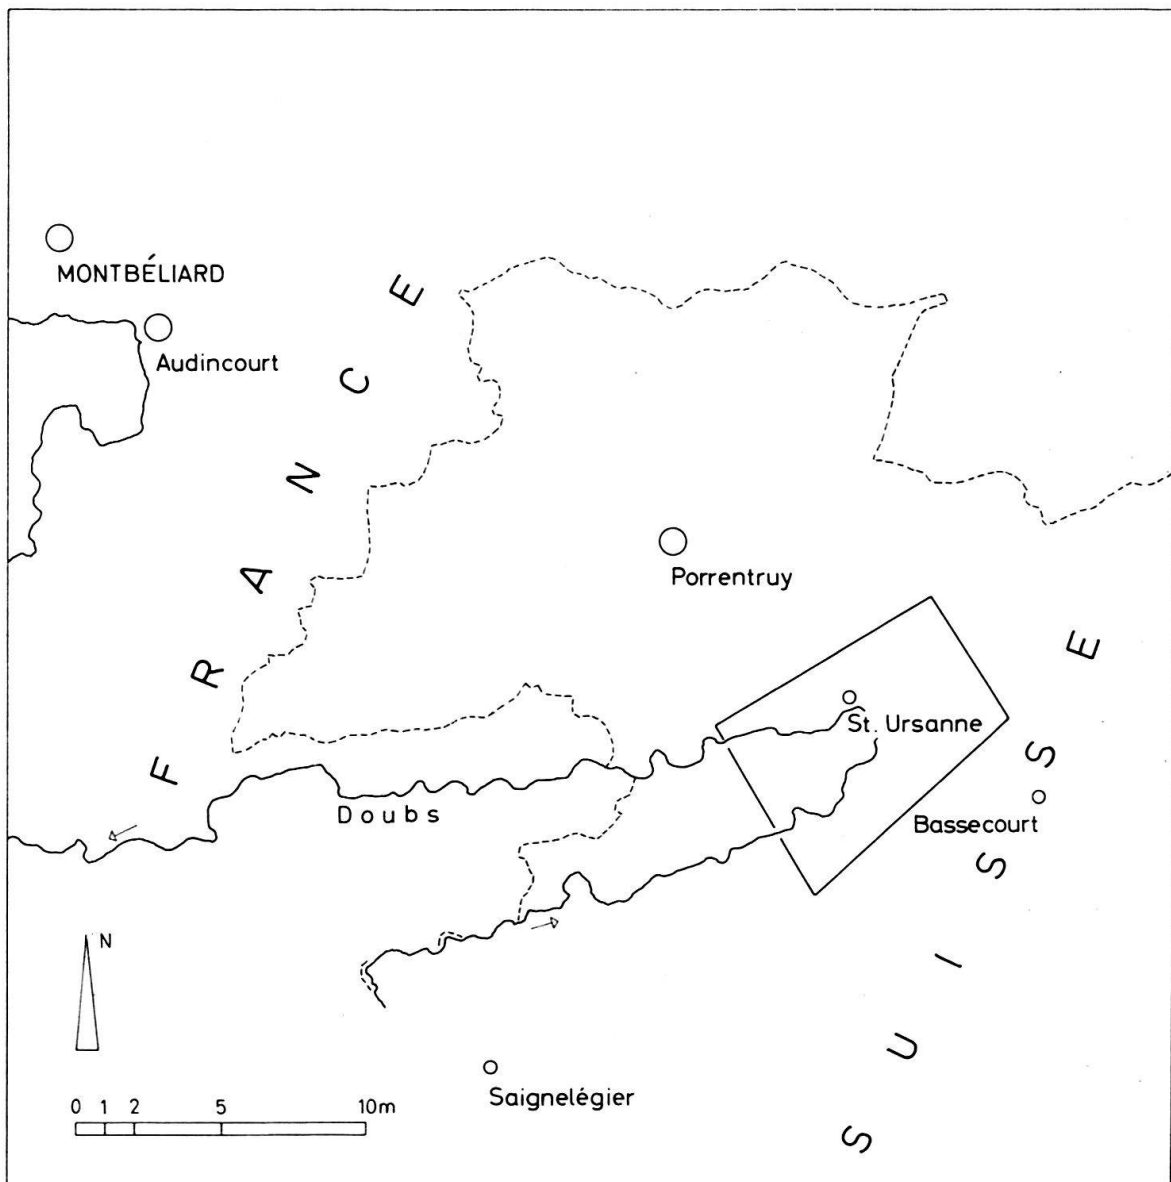 MONTBÉLIARD
Audincourt
FRANCE
Porrentruy
St. Ursanne
Doubs
Bassecourt
SUISSE
N
Saignelégier
0 1 2 5 10m